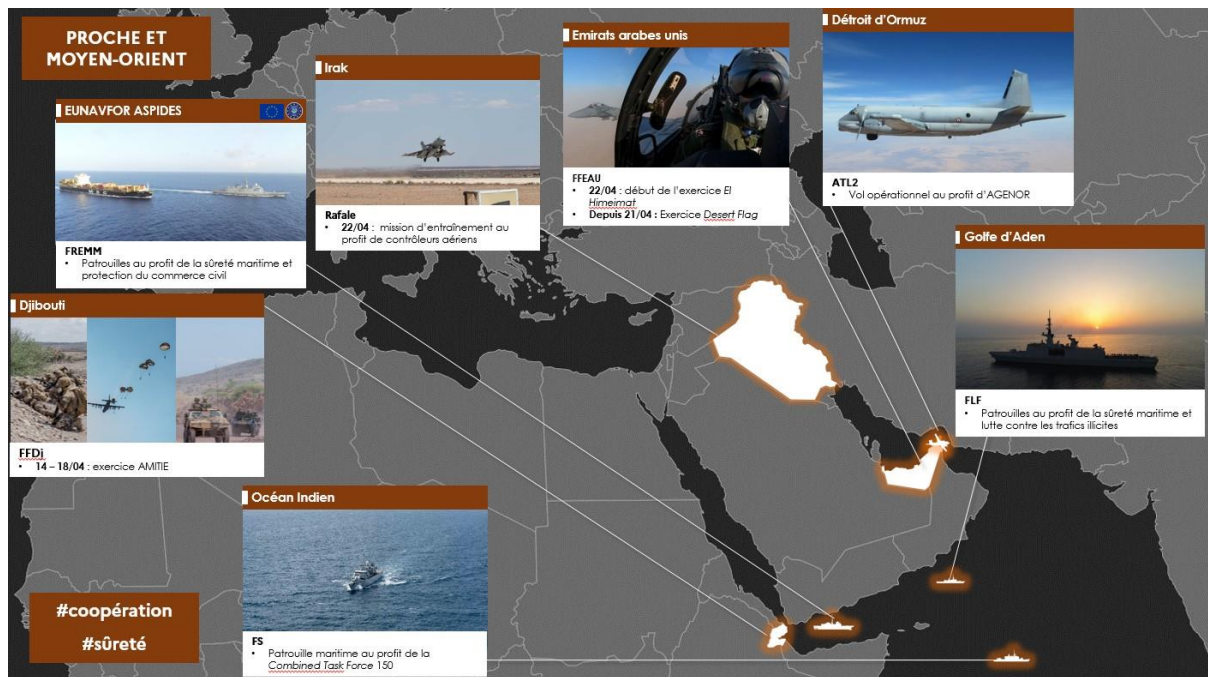 PROCHE ET
MOYEN-ORIENT
EUNAVFOR ASPIDES
FREMM
• Patrouilles au profit de la sûreté maritime et
protection du commerce civil
Irak
Rafale
• 22/04 : mission d'entraînement au
profit de contrôleurs aériens
Emirats arabes unis
FFEAU
• 22/04 : début de l'exercice El
Himeimat
• Depuis 21/04 : Exercice Desert Flag
Détroit d'Ormuz
ATL2
• Vol opérationnel au profit d'AGENOR
Golfe d'Aden
FLF
• Patrouilles au profit de la sûreté maritime et
lutte contre les trafics illicites
Djibouti
FFDj
• 14 – 18/04 : exercice AMITIE
Océan Indien
FS
• Patrouille maritime au profit de la
Combined Task Force 150
#coopération
#sûreté